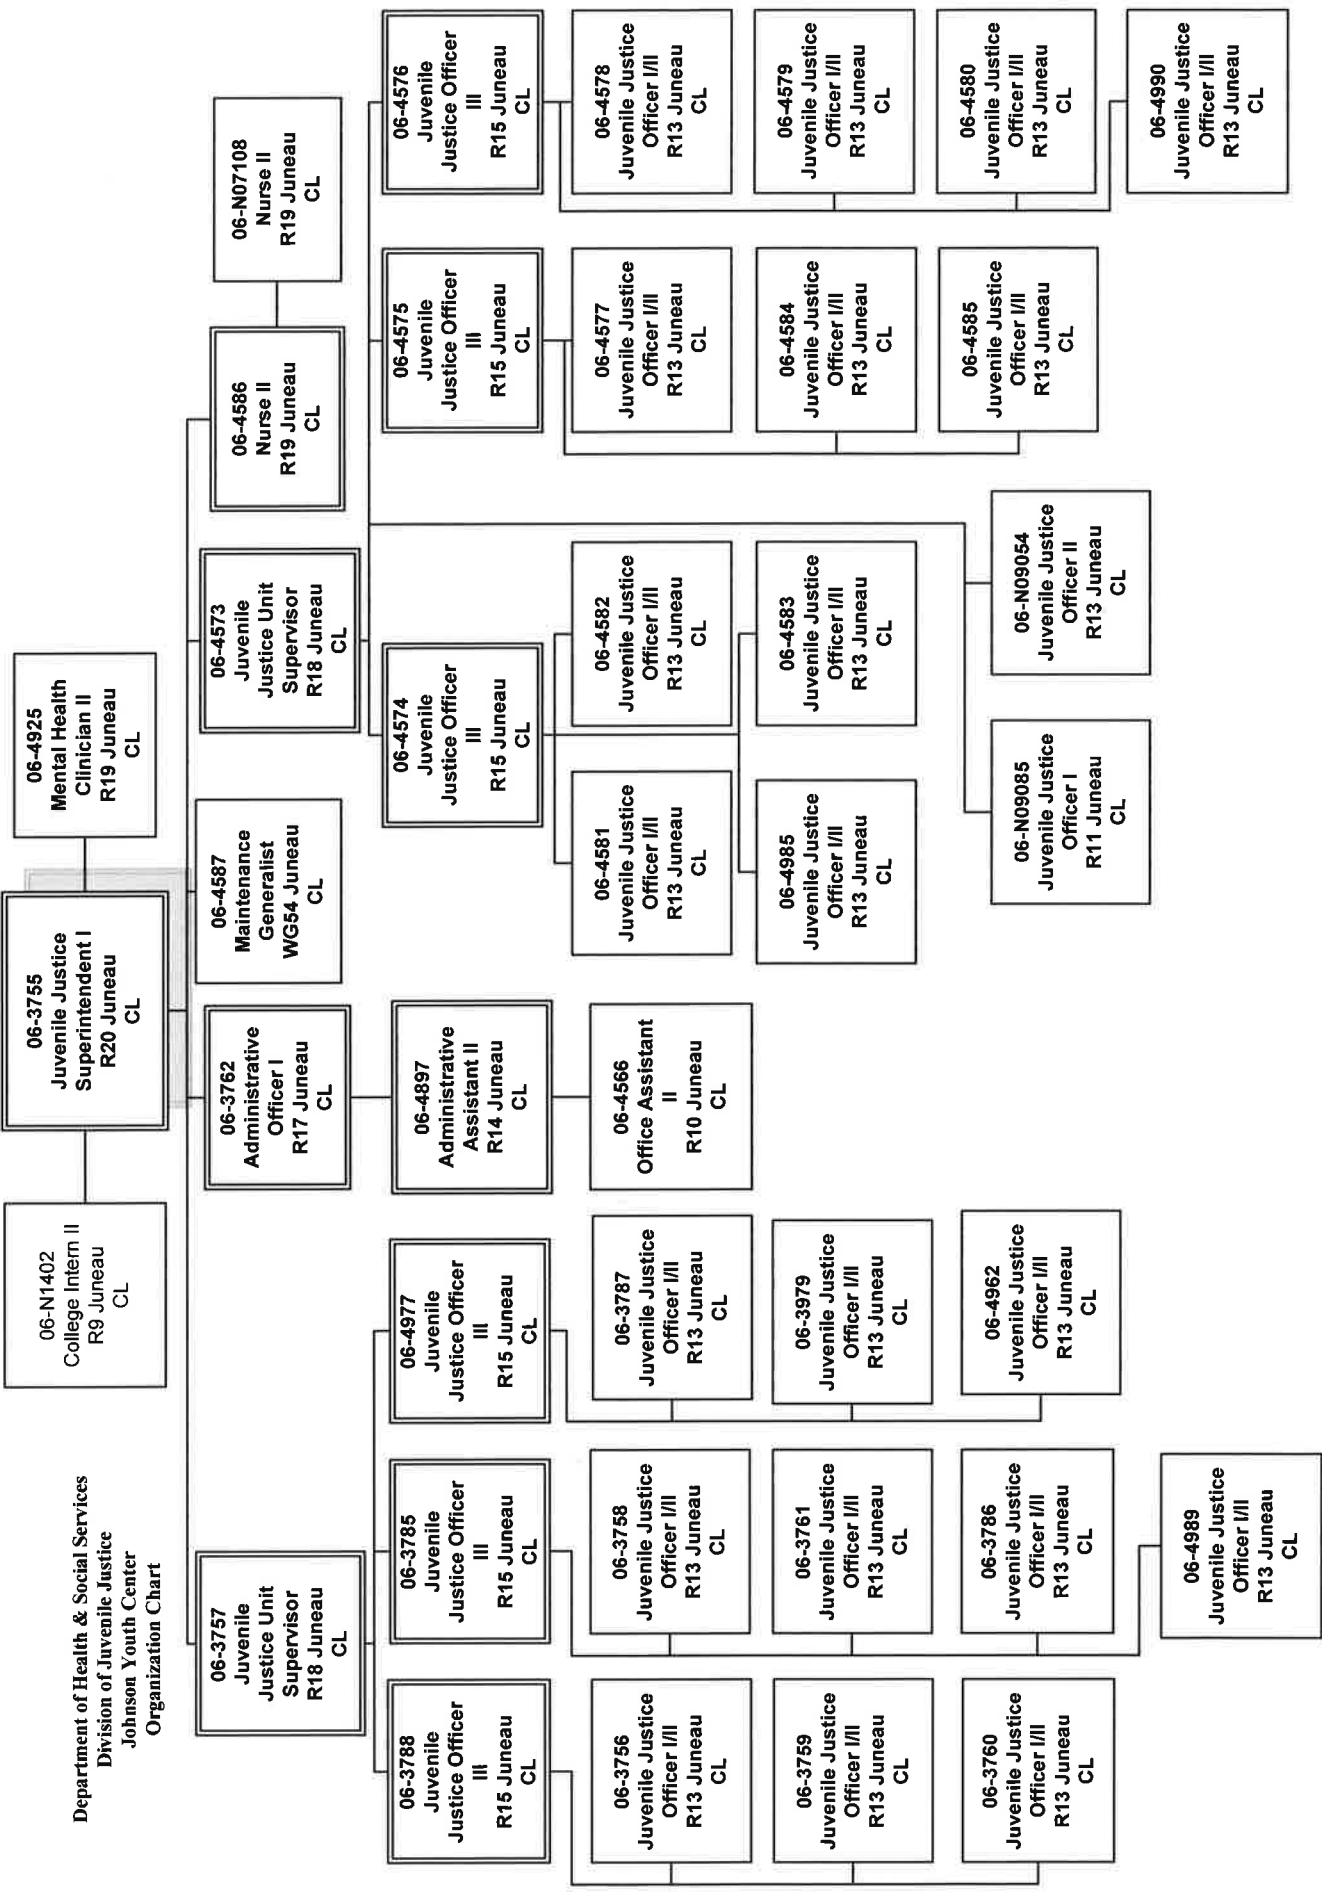 Department of Health & Social Services
Division of Juvenile Justice
Johnson Youth Center
Organization Chart
06-N1402
College Intern II
R9 Juneau
CL
06-3755
Juvenile Justice
Superintendent I
R20 Juneau
CL
06-4925
Mental Health
Clinician II
R19 Juneau
CL
06-3757
Juvenile
Justice Unit
Supervisor
R18 Juneau
CL
06-3762
Administrative
Officer I
R17 Juneau
CL
06-4587
Maintenance
Generalist
WG54 Juneau
CL
06-4573
Juvenile
Justice Unit
Supervisor
R18 Juneau
CL
06-4586
Nurse II
R19 Juneau
CL
06-N07108
Nurse II
R19 Juneau
CL
06-3788
Juvenile
Justice Officer
III
R15 Juneau
CL
06-3785
Juvenile
Justice Officer
III
R15 Juneau
CL
06-4977
Juvenile
Justice Officer
III
R15 Juneau
CL
06-4897
Administrative
Assistant II
R14 Juneau
CL
06-4574
Juvenile
Justice Officer
III
R15 Juneau
CL
06-4575
Juvenile
Justice Officer
III
R15 Juneau
CL
06-4576
Juvenile
Justice Officer
III
R15 Juneau
CL
06-3756
Juvenile Justice
Officer I/II
R13 Juneau
CL
06-3758
Juvenile Justice
Officer I/II
R13 Juneau
CL
06-3787
Juvenile Justice
Officer I/II
R13 Juneau
CL
06-4566
Office Assistant
II
R10 Juneau
CL
06-4581
Juvenile Justice
Officer I/II
R13 Juneau
CL
06-4582
Juvenile Justice
Officer I/II
R13 Juneau
CL
06-4577
Juvenile Justice
Officer I/II
R13 Juneau
CL
06-4578
Juvenile Justice
Officer I/II
R13 Juneau
CL
06-3759
Juvenile Justice
Officer I/II
R13 Juneau
CL
06-3761
Juvenile Justice
Officer I/II
R13 Juneau
CL
06-3979
Juvenile Justice
Officer I/II
R13 Juneau
CL
06-4985
Juvenile Justice
Officer I/II
R13 Juneau
CL
06-4583
Juvenile Justice
Officer I/II
R13 Juneau
CL
06-4584
Juvenile Justice
Officer I/II
R13 Juneau
CL
06-4579
Juvenile Justice
Officer I/II
R13 Juneau
CL
06-3760
Juvenile Justice
Officer I/II
R13 Juneau
CL
06-3786
Juvenile Justice
Officer I/II
R13 Juneau
CL
06-4962
Juvenile Justice
Officer I/II
R13 Juneau
CL
06-N09085
Juvenile Justice
Officer I
R11 Juneau
CL
06-N09054
Juvenile Justice
Officer II
R13 Juneau
CL
06-4585
Juvenile Justice
Officer I/II
R13 Juneau
CL
06-4580
Juvenile Justice
Officer I/II
R13 Juneau
CL
06-4989
Juvenile Justice
Officer I/II
R13 Juneau
CL
06-4990
Juvenile Justice
Officer I/II
R13 Juneau
CL